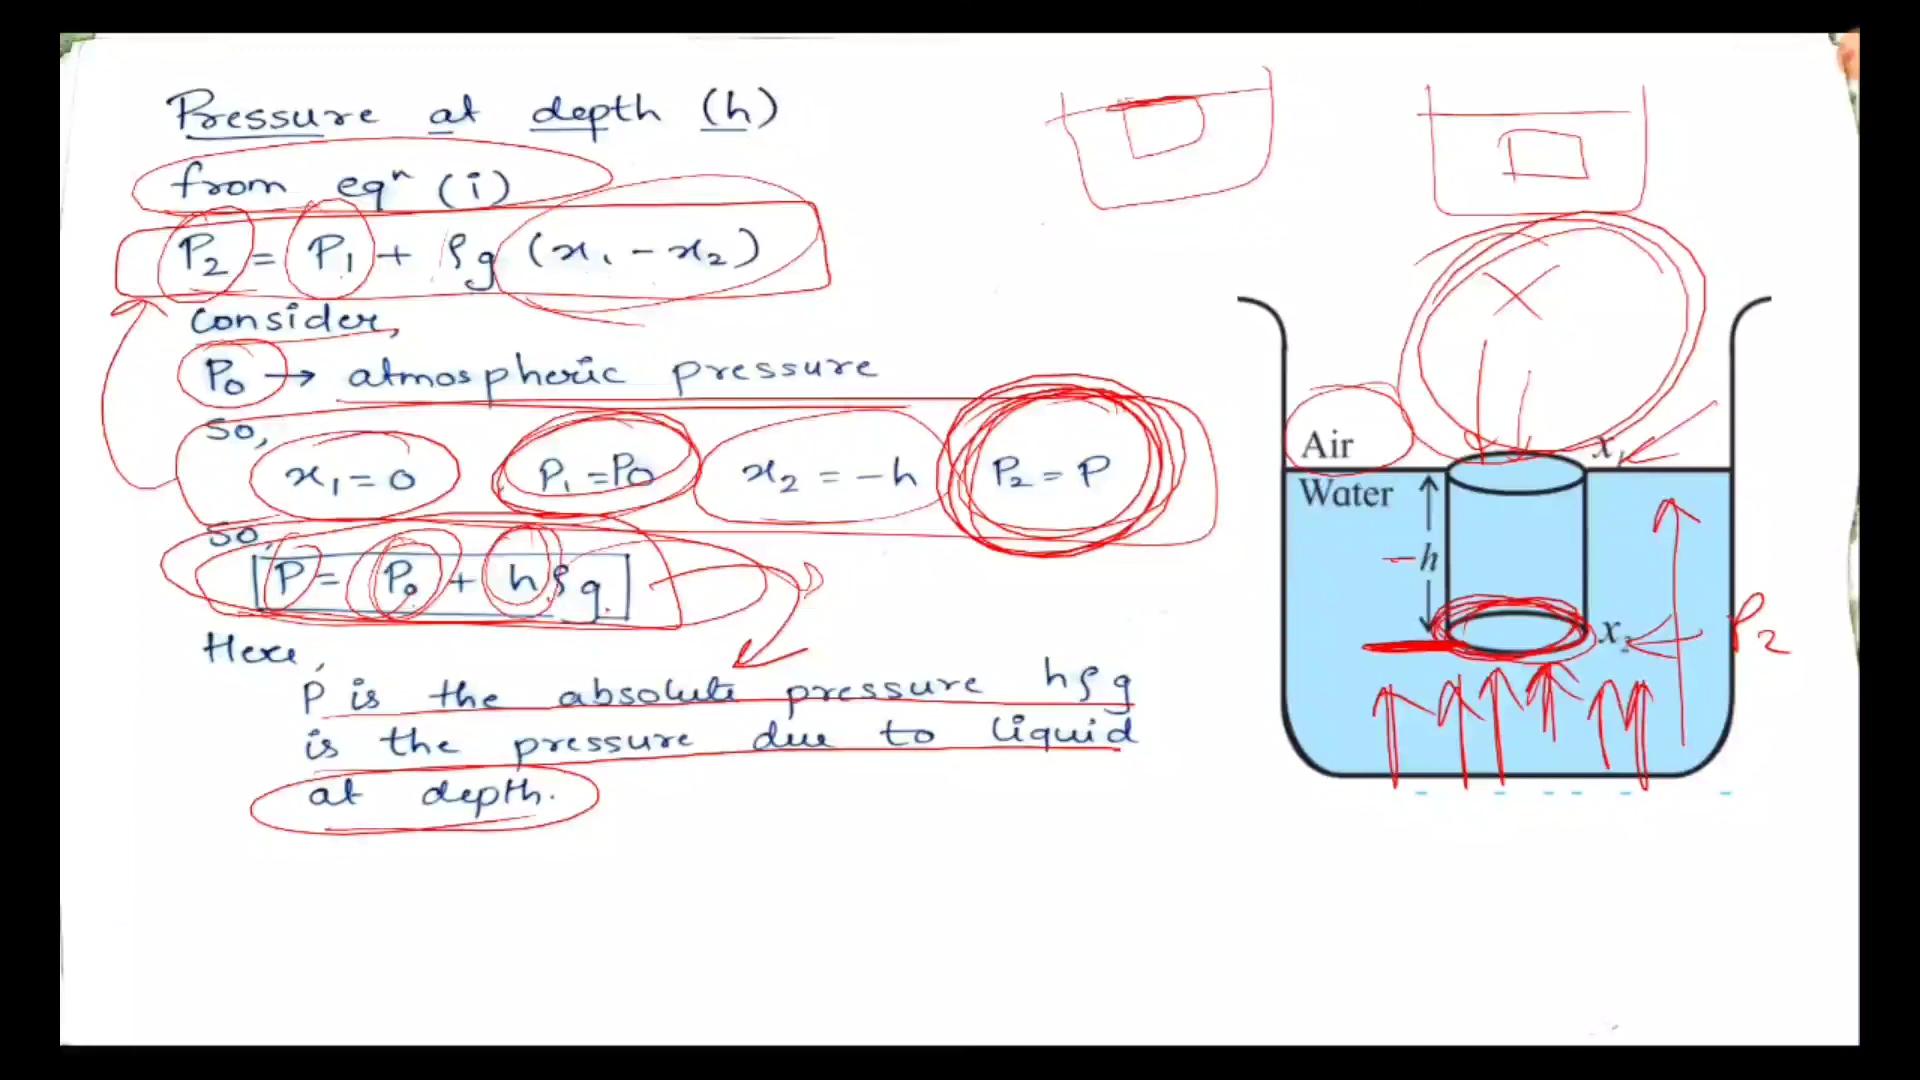 Pressure at depth (h)
from eqⁿ (i)
P₂ = P₁ + ρg (x₁ - x₂)
Consider,
P₀ → atmospheric pressure
So,
x₁ = 0 P₁ = P₀ x₂ = -h P₂ = P
So,
P = P₀ + hρg
Here,
P is the absolute pressure hρg
is the pressure due to liquid
at depth.
Air
x₁
Water
-h
x₂
P₂